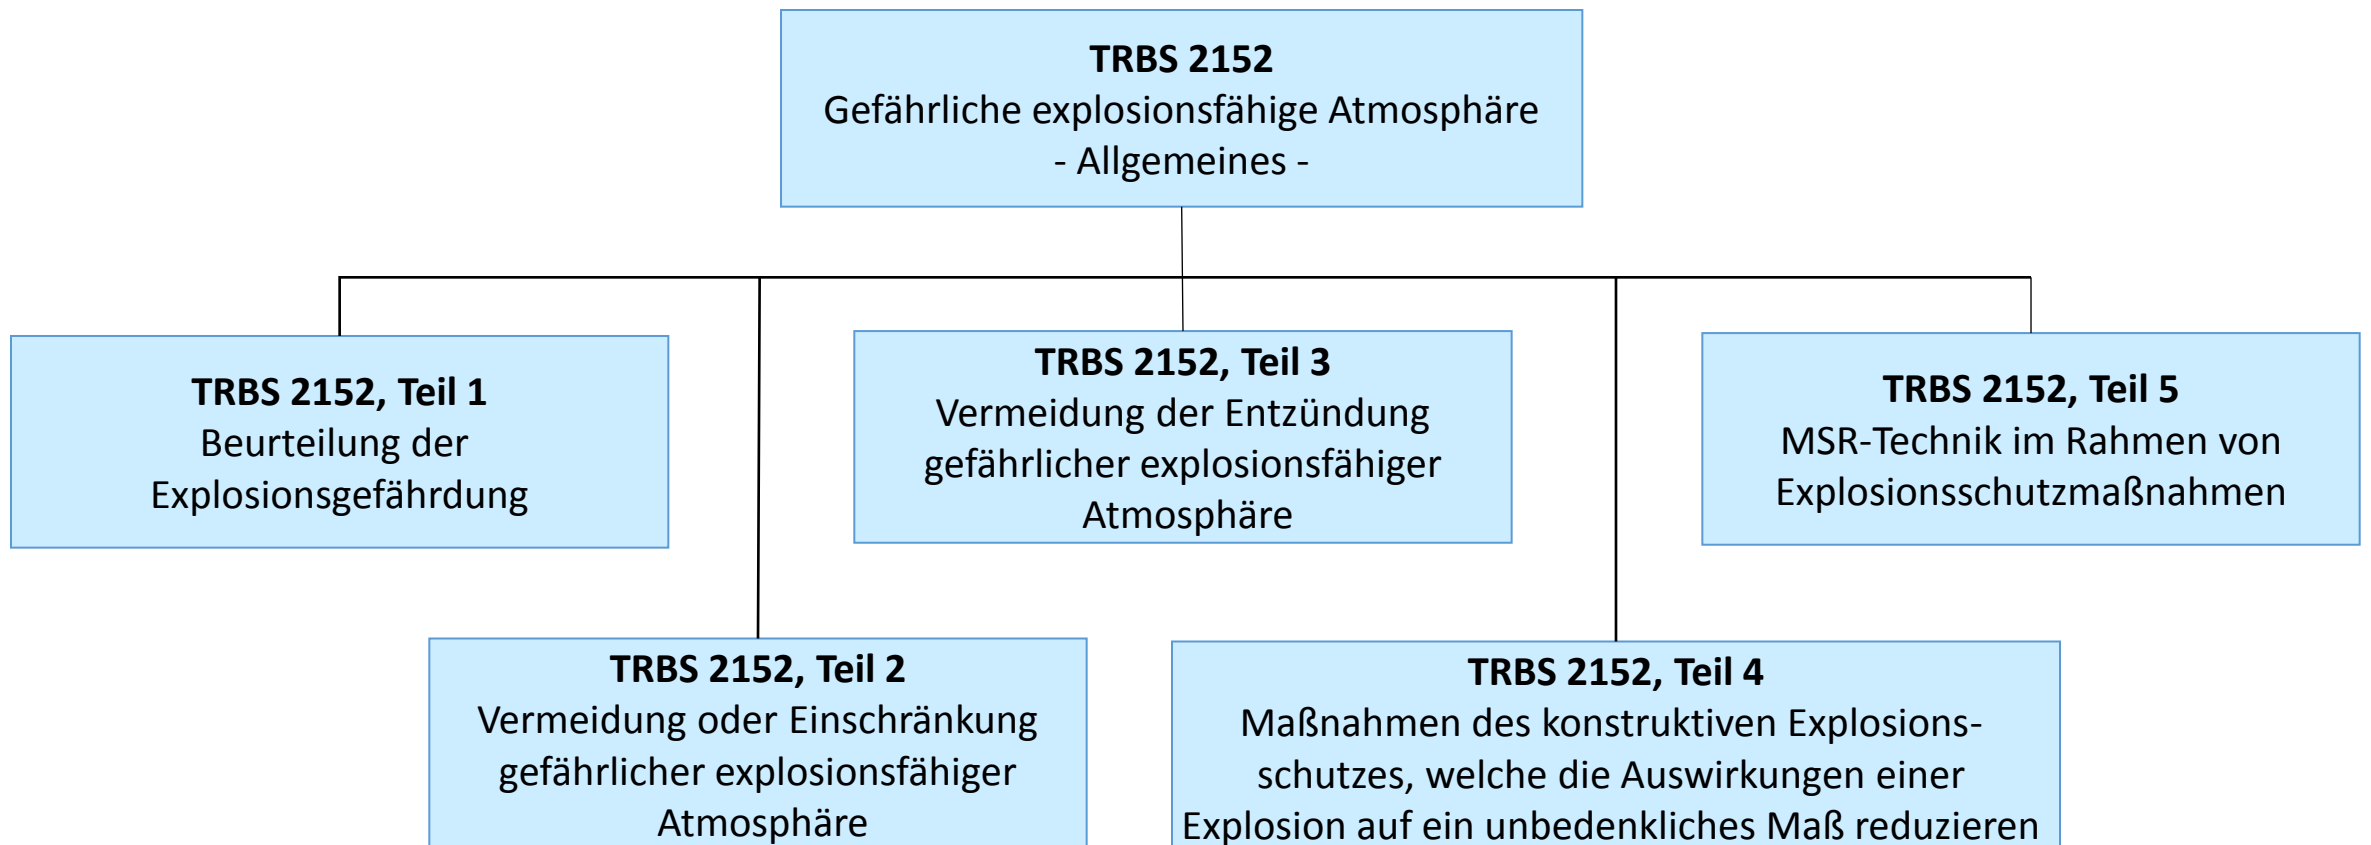 TRBS 2152
Gefährliche explosionsfähige Atmosphäre
- Allgemeines -
TRBS 2152, Teil 1
Beurteilung der
Explosionsgefährdung
TRBS 2152, Teil 3
Vermeidung der Entzündung
gefährlicher explosionsfähiger
Atmosphäre
TRBS 2152, Teil 5
MSR-Technik im Rahmen von
Explosionsschutzmaßnahmen
TRBS 2152, Teil 2
Vermeidung oder Einschränkung
gefährlicher explosionsfähiger
Atmosphäre
TRBS 2152, Teil 4
Maßnahmen des konstruktiven Explosions-
schutzes, welche die Auswirkungen einer
Explosion auf ein unbedenkliches Maß reduzieren